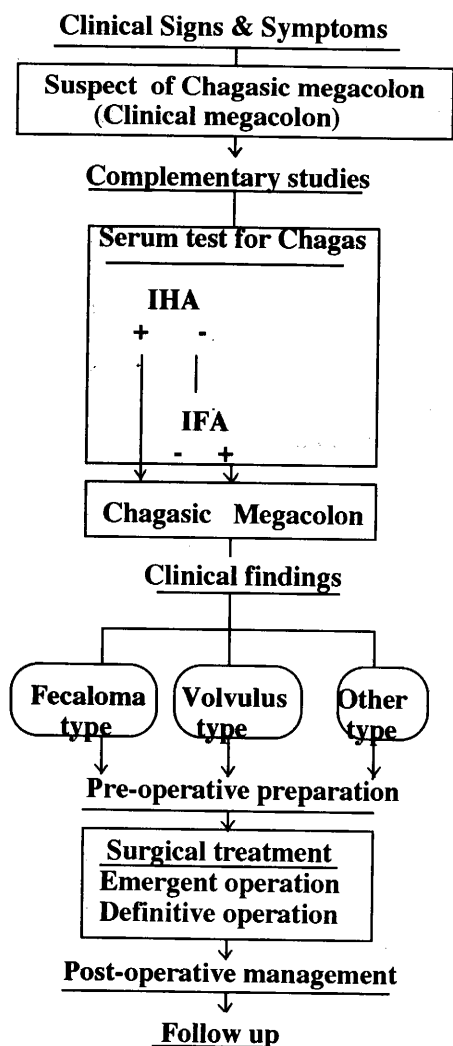 Clinical Signs & Symptoms
Suspect of Chagasic megacolon
(Clinical megacolon)
Complementary studies
Serum test for Chagas
IHA
+ -
IFA
- +
Chagasic Megacolon
Clinical findings
Fecaloma type
Volvulus type
Other type
Pre-operative preparation
Surgical treatment
Emergent operation
Definitive operation
Post-operative management
Follow up